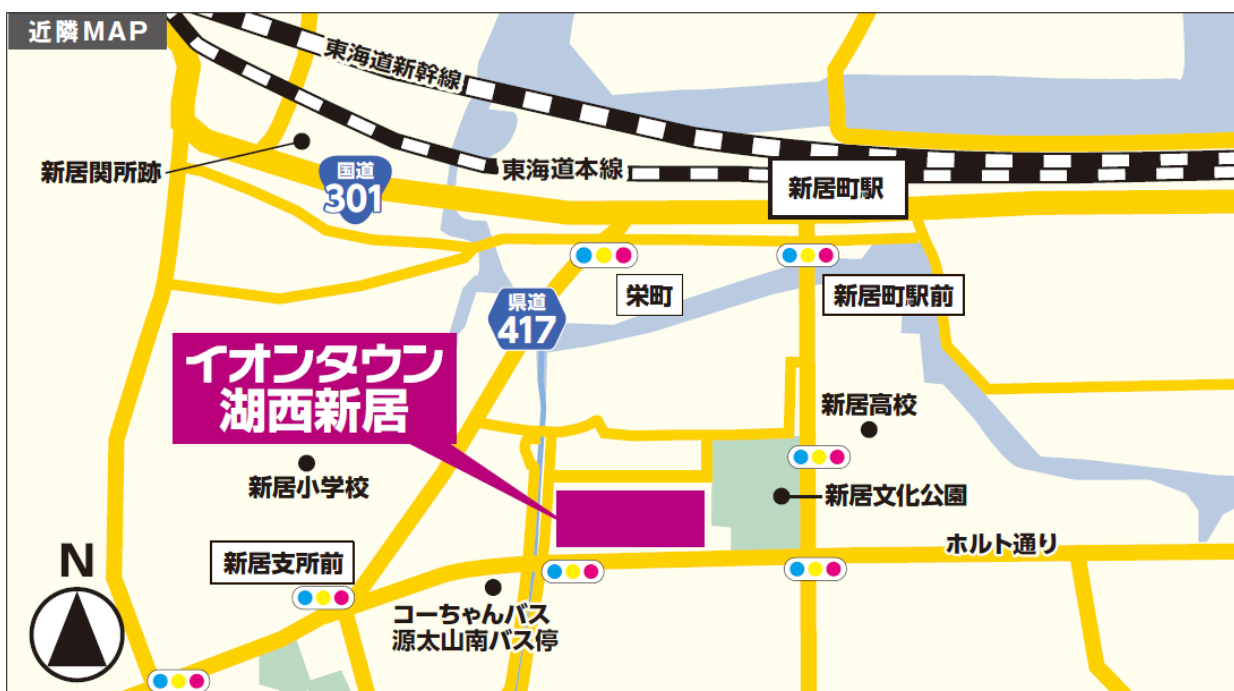 近隣MAP
東海道新幹線
新居関所跡
国道
301
東海道本線
新居町駅
栄町
新居町駅前
県道
417
イオンタウン
湖西新居
新居高校
新居小学校
新居文化公園
ホルト通り
新居支所前
N
コーちゃんバス
源太山南バス停